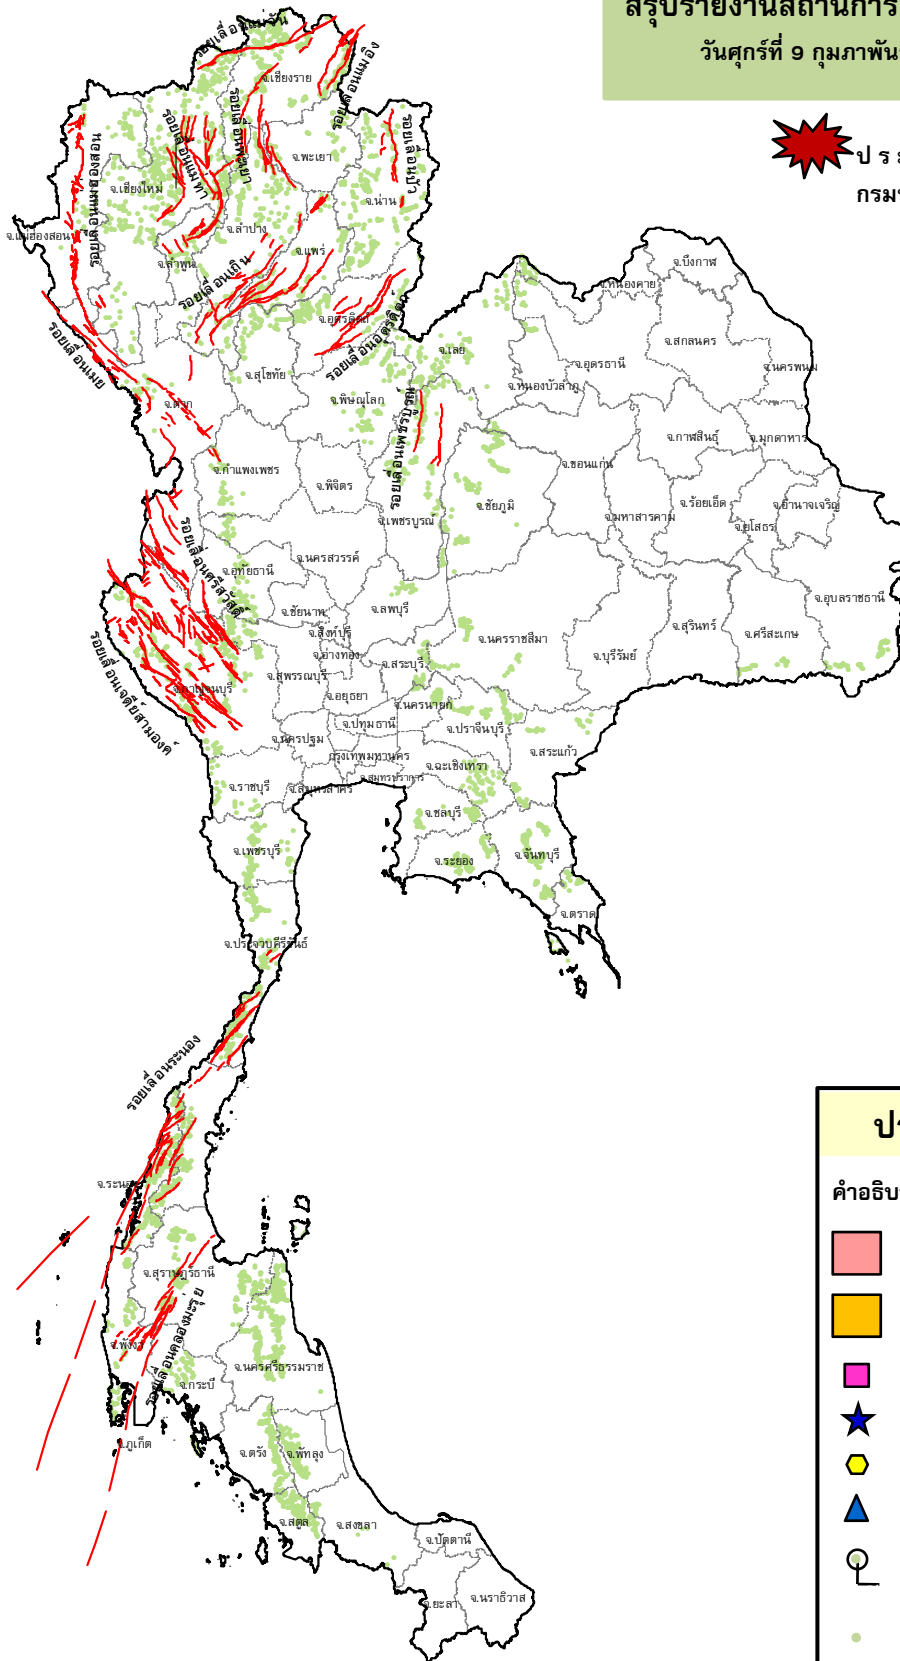 สรุปรายงานสถานการ
วันศุกร์ที่ 9 กุมภาพัน
ป ร ะ
กรม
รอยเลื่อนแม่จัน
จ.เชียงราย
รอยเลื่อนแม่อิง
รอยเลื่อนแม่ฮ่องสอน
รอยเลื่อนแม่ทา
รอยเลื่อนพะเยา
รอยเลื่อนปัว
จ.พะเยา
จ.เชียงใหม่
จ.น่าน
จ.แม่ฮ่องสอน
จ.ลำปาง
จ.แพร่
จ.ลำพูน
รอยเลื่อนเถิน
จ.บึงกาฬ
จ.หนองคาย
จ.อุตรดิตถ์
รอยเลื่อนอุตรดิตถ์
รอยเลื่อนเมย
จ.เลย
จ.สกลนคร
จ.นครพนม
จ.อุดรธานี
จ.สุโขทัย
จ.หนองบัวลำภู
จ.ตาก
จ.พิษณุโลก
รอยเลื่อนเพชรบูรณ์
จ.กาฬสินธุ์
จ.มุกดาหาร
จ.กำแพงเพชร
จ.ขอนแก่น
จ.พิจิตร
จ.ชัยภูมิ
จ.ร้อยเอ็ด
จ.อำนาจเจริญ
จ.เพชรบูรณ์
จ.มหาสารคาม
จ.ยโสธร
รอยเลื่อนศรีสวัสดิ์
จ.นครสวรรค์
จ.อุทัยธานี
จ.ชัยนาท
จ.ลพบุรี
จ.อุบลราชธานี
จ.สิงห์บุรี
จ.นครราชสีมา
จ.สุรินทร์
จ.ศรีสะเกษ
จ.อ่างทอง
จ.บุรีรัมย์
จ.สระบุรี
จ.สุพรรณบุรี
รอยเลื่อนเจดีย์สามองค์
จ.กาญจนบุรี
จ.อยุธยา
จ.นครนายก
จ.ปทุมธานี
จ.ปราจีนบุรี
จ.นครปฐม
จ.สระแก้ว
กรุงเทพมหานคร
จ.ฉะเชิงเทรา
จ.สมุทรปราการ
จ.ราชบุรี
จ.สมุทรสาคร
จ.ชลบุรี
จ.เพชรบุรี
จ.ระยอง
จ.จันทบุรี
จ.ตราด
จ.ประจวบคีรีขันธ์
รอยเลื่อนระนอง
จ.ระนอง
จ.สุราษฎร์ธานี
รอยเลื่อนคลองมะรุ่ย
จ.พังงา
จ.นครศรีธรรมราช
จ.กระบี่
จ.ภูเก็ต
จ.ตรัง
จ.พัทลุง
จ.สตูล
จ.สงขลา
จ.ปัตตานี
จ.ยะลา
จ.นราธิวาส
ปร
คำอธิบ